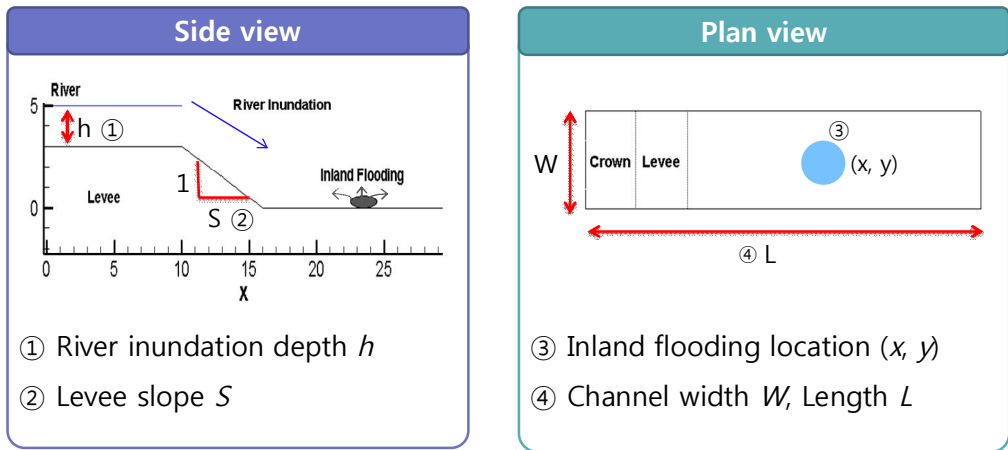 Side view
River
5
h ①
River Inundation
1
Levee
Inland Flooding
S ②
0
0 5 10 15 20 25
X
① River inundation depth h
② Levee slope S
Plan view
W
Crown
Levee
③
(x, y)
④ L
③ Inland flooding location (x, y)
④ Channel width W, Length L